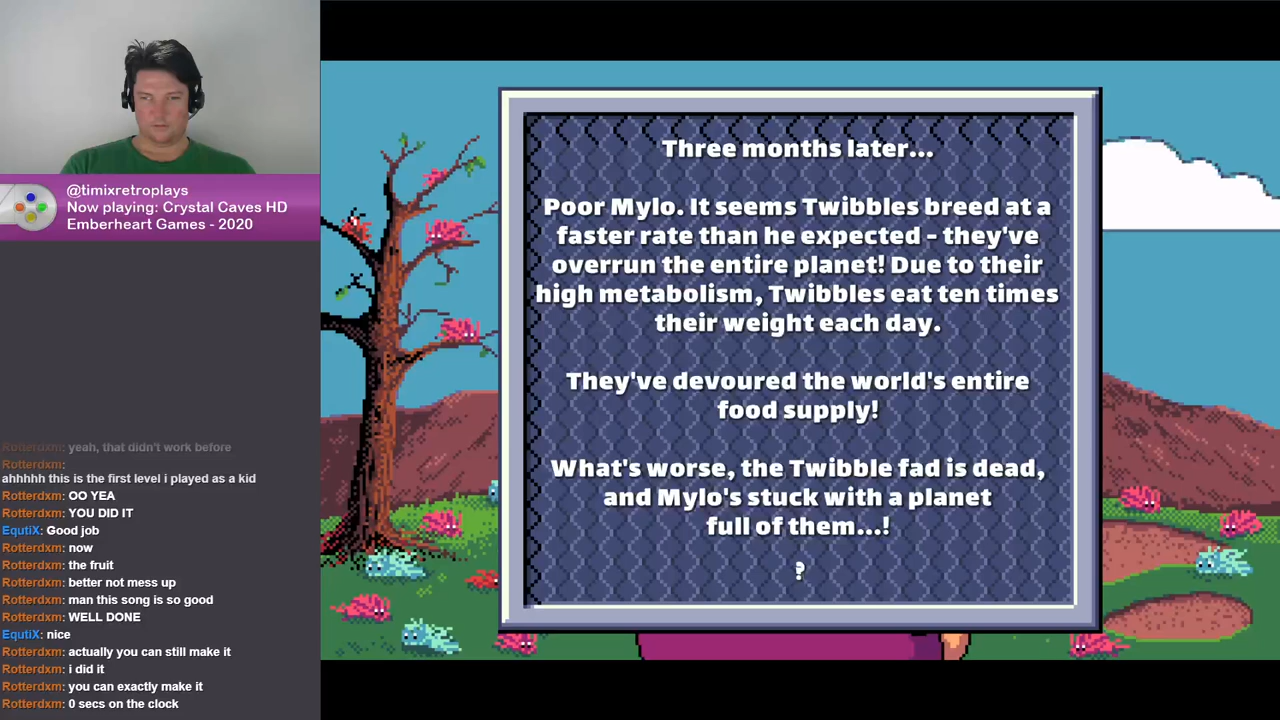 @timixretroplays
Now playing: Crystal Caves HD
Emberheart Games - 2020
Rotterdxm: yeah, that didn't work before
Rotterdxm:
ahhhhh this is the first level i played as a kid
Rotterdxm: OO YEA
Rotterdxm: YOU DID IT
EqutiX: Good job
Rotterdxm: now
Rotterdxm: the fruit
Rotterdxm: better not mess up
Rotterdxm: man this song is so good
Rotterdxm: WELL DONE
EqutiX: nice
Rotterdxm: actually you can still make it
Rotterdxm: i did it
Rotterdxm: you can exactly make it
Rotterdxm: 0 secs on the clock
Three months later...
Poor Mylo. It seems Twibbles breed at a
faster rate than he expected - they've
overrun the entire planet! Due to their
high metabolism, Twibbles eat ten times
their weight each day.
They've devoured the world's entire
food supply!
What's worse, the Twibble fad is dead,
and Mylo's stuck with a planet
full of them...!
?